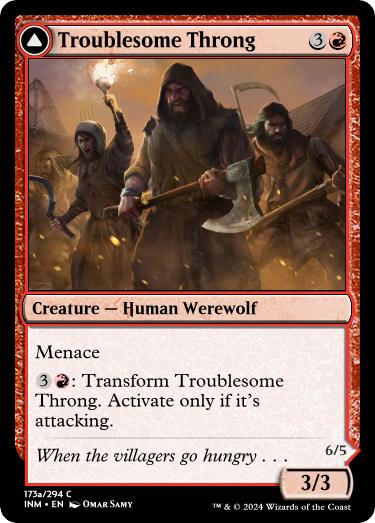 Troublesome Throng 3
Creature — Human Werewolf
Menace
3 : Transform Troublesome
Throng. Activate only if it's
attacking.
When the villagers go hungry . . .
6/5
3/3
173a/294 C
INM • EN Omar Samy
™ & © 2024 Wizards of the Coast